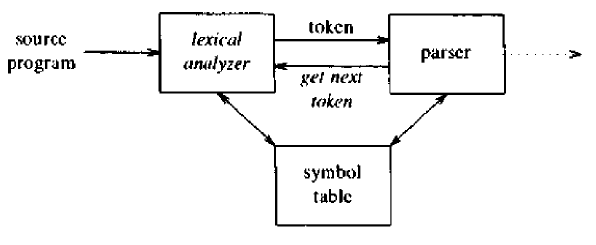 source
program
lexical
analyzer
token
get next
token
parser
symbol
table